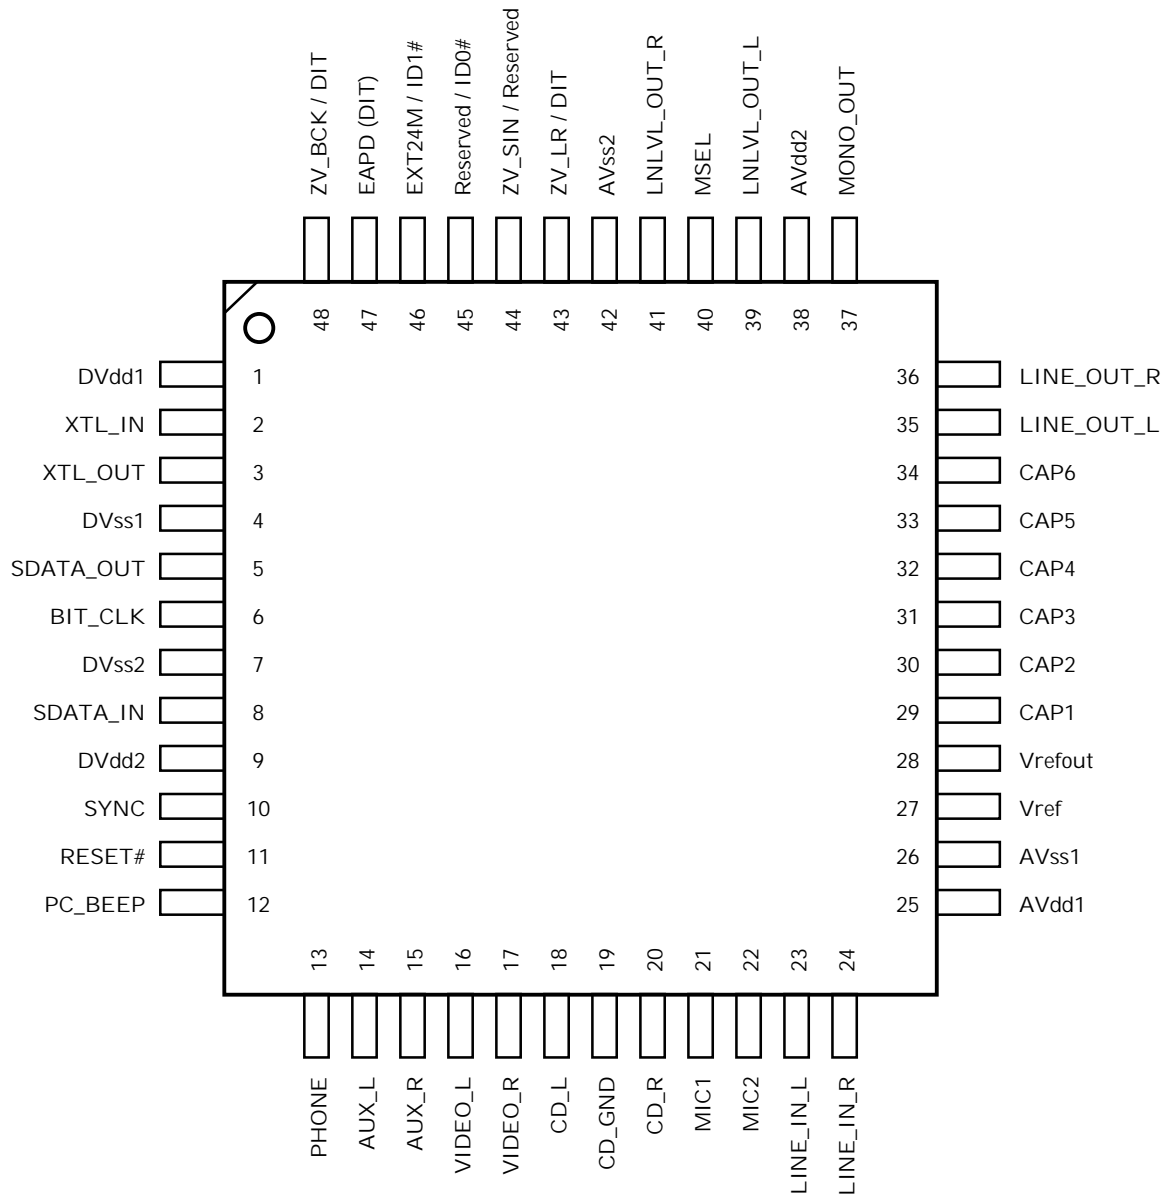 ZV_BCK / DIT
EAPD (DIT)
EXT24M / ID1#
Reserved / ID0#
ZV_SIN / Reserved
ZV_LR / DIT
AVss2
LNLVL_OUT_R
MSEL
LNLVL_OUT_L
AVdd2
MONO_OUT
48
47
46
45
44
43
42
41
40
39
38
37
DVdd1 1
XTL_IN 2
XTL_OUT 3
DVss1 4
SDATA_OUT 5
BIT_CLK 6
DVss2 7
SDATA_IN 8
DVdd2 9
SYNC 10
RESET# 11
PC_BEEP 12
36 LINE_OUT_R
35 LINE_OUT_L
34 CAP6
33 CAP5
32 CAP4
31 CAP3
30 CAP2
29 CAP1
28 Vrefout
27 Vref
26 AVss1
25 AVdd1
13
14
15
16
17
18
19
20
21
22
23
24
PHONE
AUX_L
AUX_R
VIDEO_L
VIDEO_R
CD_L
CD_GND
CD_R
MIC1
MIC2
LINE_IN_L
LINE_IN_R